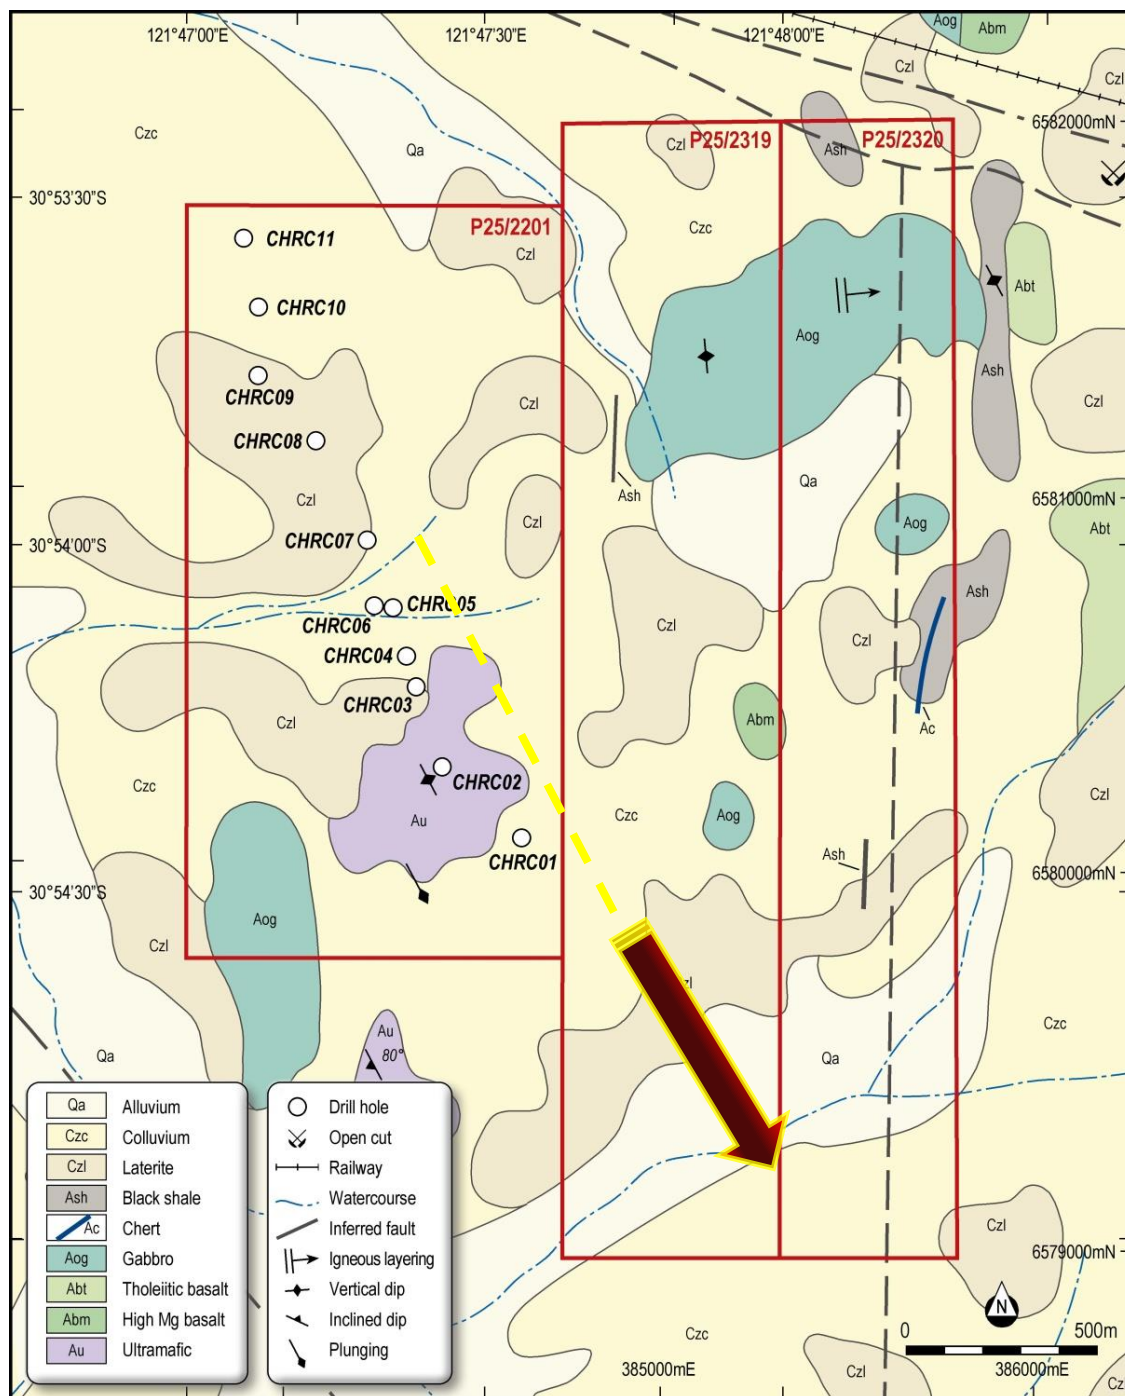 121°47'00"E
121°47'30"E
121°48'00"E
Aog
Abm
Czl
Czl
6582000mN
Czc
Qa
Czl
P25/2319
Ash
P25/2320
30°53'30"S
P25/2201
Czl
Czc
CHRC11
CHRC10
Abt
Aog
Ash
CHRC09
Czl
Czl
CHRC08
Czl
Qa
Ash
6581000mN
Czl
Aog
Abt
30°54'00"S
CHRC07
Ash
CHRC05
CHRC06
Czl
Czl
CHRC04
CHRC03
Czl
Abm
Ac
CHRC02
Czc
Czl
Au
Czc
Aog
CHRC01
Ash
6580000mN
30°54'30"S
Aog
Czl
zl
Czc
Au
80°
Qa
Qa
Qa Alluvium
Czc Colluvium
Czl Laterite
Ash Black shale
Ac Chert
Aog Gabbro
Abt Tholeiitic basalt
Abm High Mg basalt
Au Ultramafic
Drill hole
Open cut
Railway
Watercourse
Inferred fault
Igneous layering
Vertical dip
Inclined dip
Plunging
Czl
6579000mN
N
Czc
0 500m
385000mE
Czl
386000mE
Cz